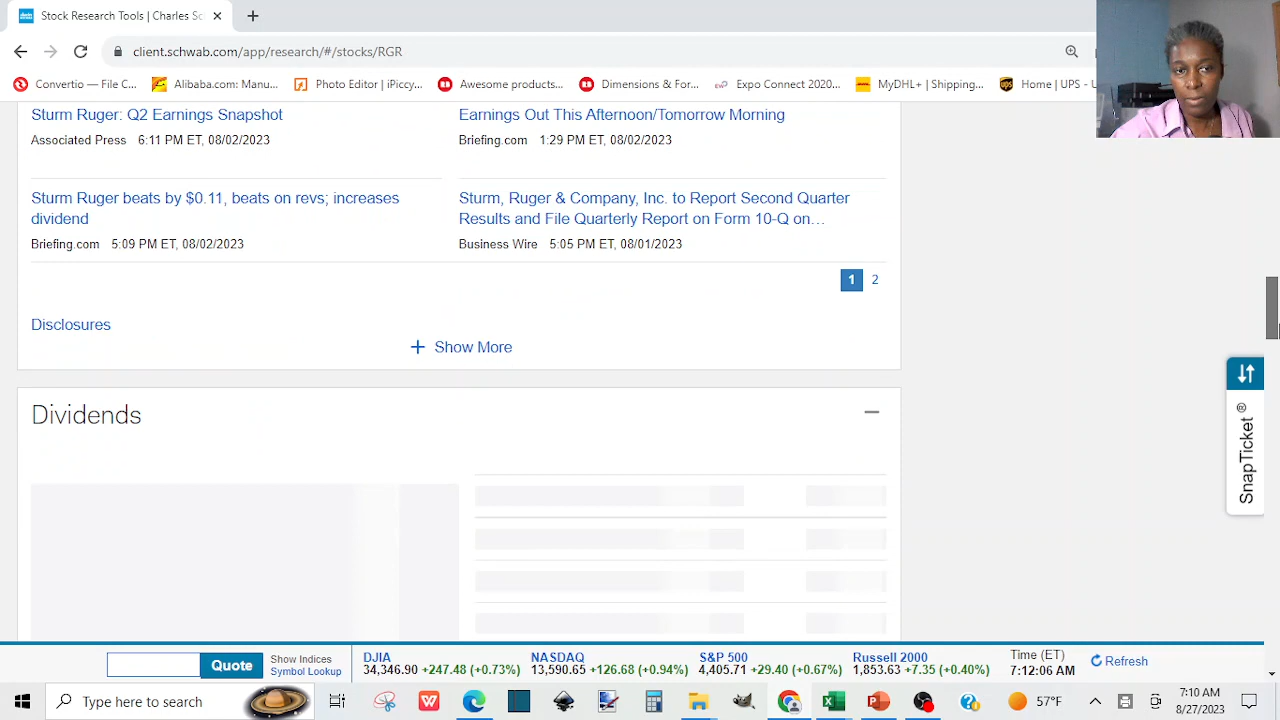 Stock Research Tools | Charles Sc
client.schwab.com/app/research/#/stocks/RGR
Convertio — File C...
Alibaba.com: Manu...
Photo Editor : iPiccy...
Awesome products...
Dimensions & For...
Expo Connect 2020...
MyDHL+ | Shipping...
Home | UPS - U
Sturm Ruger: Q2 Earnings Snapshot
Associated Press 6:11 PM ET, 08/02/2023
Earnings Out This Afternoon/Tomorrow Morning
Briefing.com 1:29 PM ET, 08/02/2023
Sturm Ruger beats by $0.11, beats on revs; increases
dividend
Briefing.com 5:09 PM ET, 08/02/2023
Sturm, Ruger & Company, Inc. to Report Second Quarter
Results and File Quarterly Report on Form 10-Q on...
Business Wire 5:05 PM ET, 08/01/2023
1 2
Disclosures
+ Show More
Dividends
SnapTicket ®
Quote
Show Indices
Symbol Lookup
DJIA
34,346.90 +247.48 (+0.73%)
NASDAQ
13,590.65 +126.68 (+0.94%)
S&P 500
4,405.71 +29.40 (+0.67%)
Russell 2000
1,853.63 +7.35 (+0.40%)
Time (ET)
7:12:06 AM
Refresh
Type here to search
57°F
7:10 AM
8/27/2023